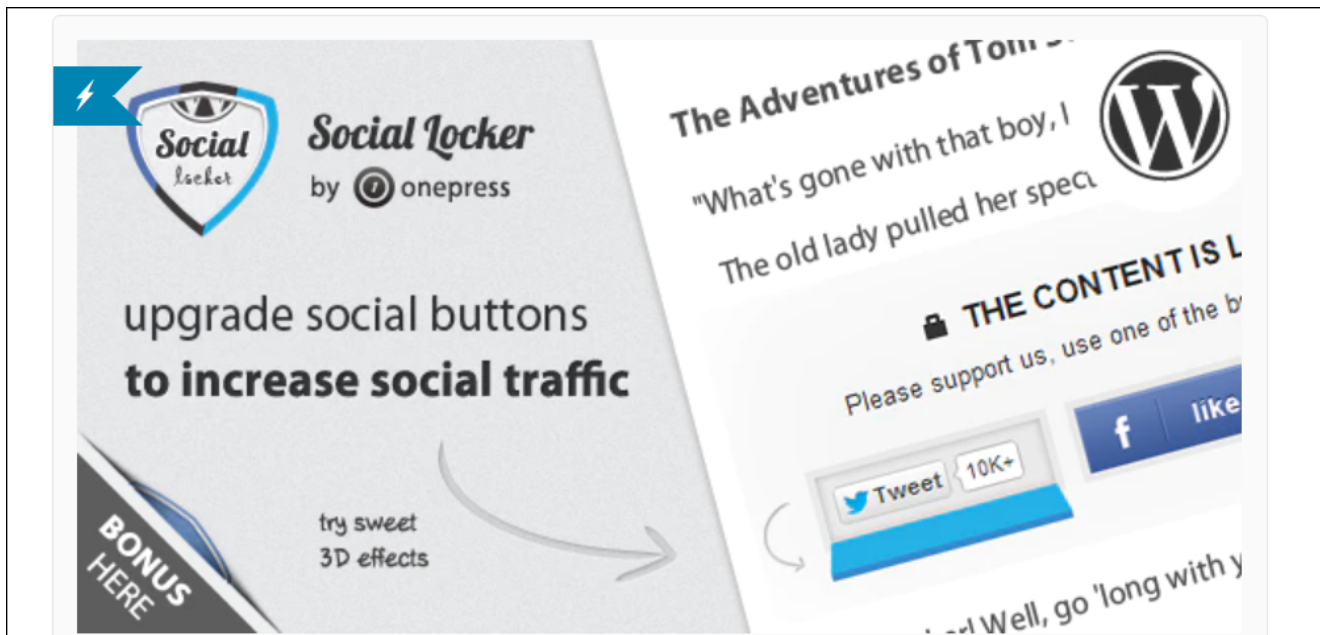 Social
locker
Social Locker
by onepress
upgrade social buttons
to increase social traffic
try sweet
3D effects
BONUS
HERE
The Adventures of Tom S
"What's gone with that boy, I
The old lady pulled her spect
THE CONTENT IS L
Please support us, use one of the b
Tweet 10K+
f like
Well, go 'long with y